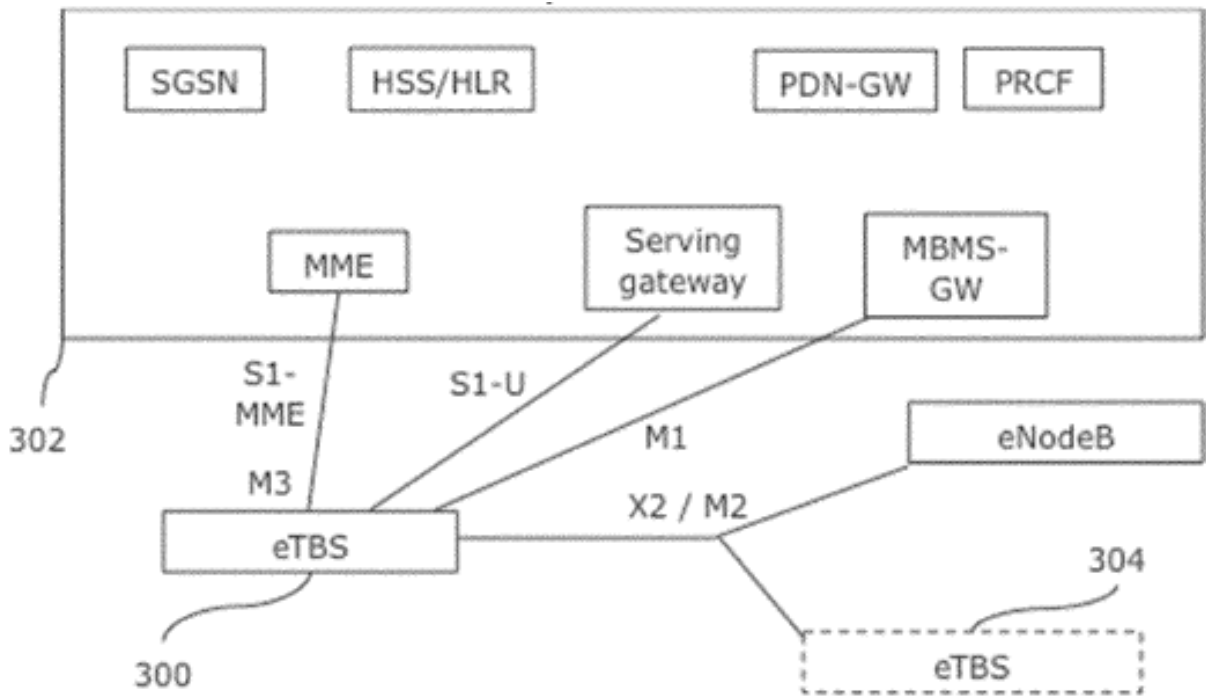 SGSN
HSS/HLR
PDN-GW
PRCF
MME
Serving
gateway
MBMS-
GW
S1-
MME
S1-U
302
M1
eNodeB
M3
X2 / M2
eTBS
304
300
eTBS